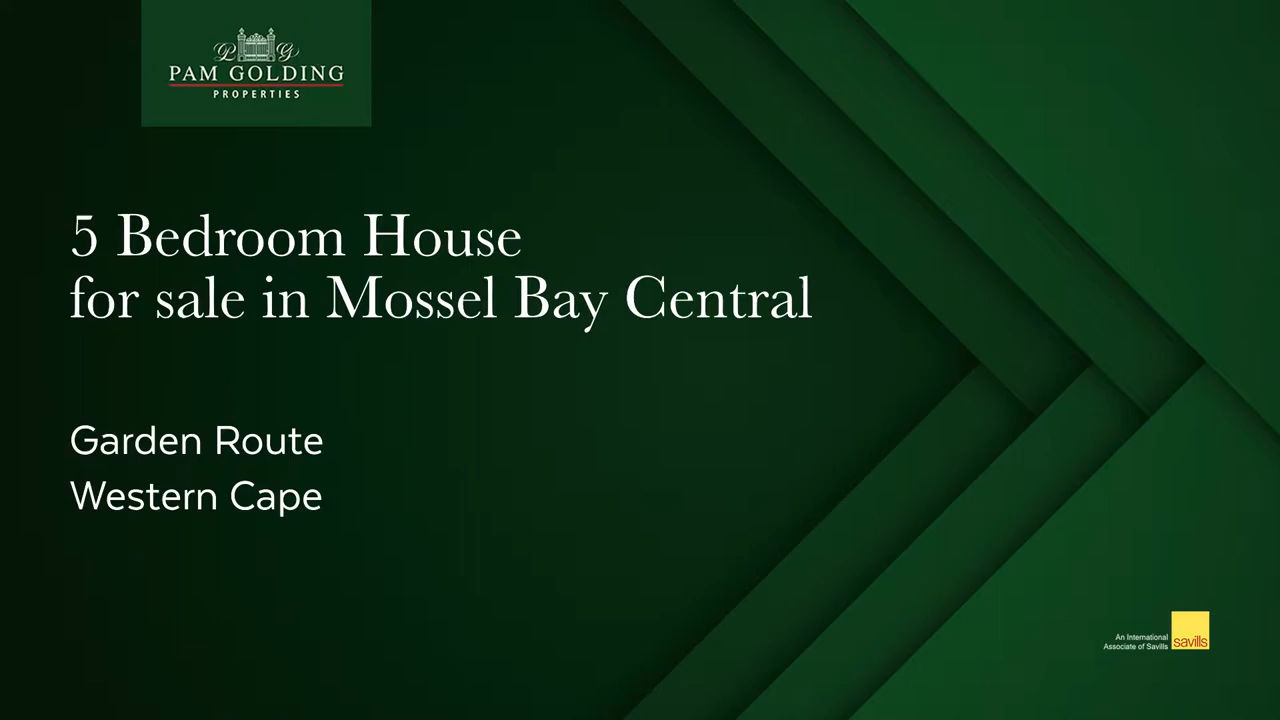 P G
PAM GOLDING
PROPERTIES
5 Bedroom House
for sale in Mossel Bay Central
Garden Route
Western Cape
An International
Associate of Savills
savills